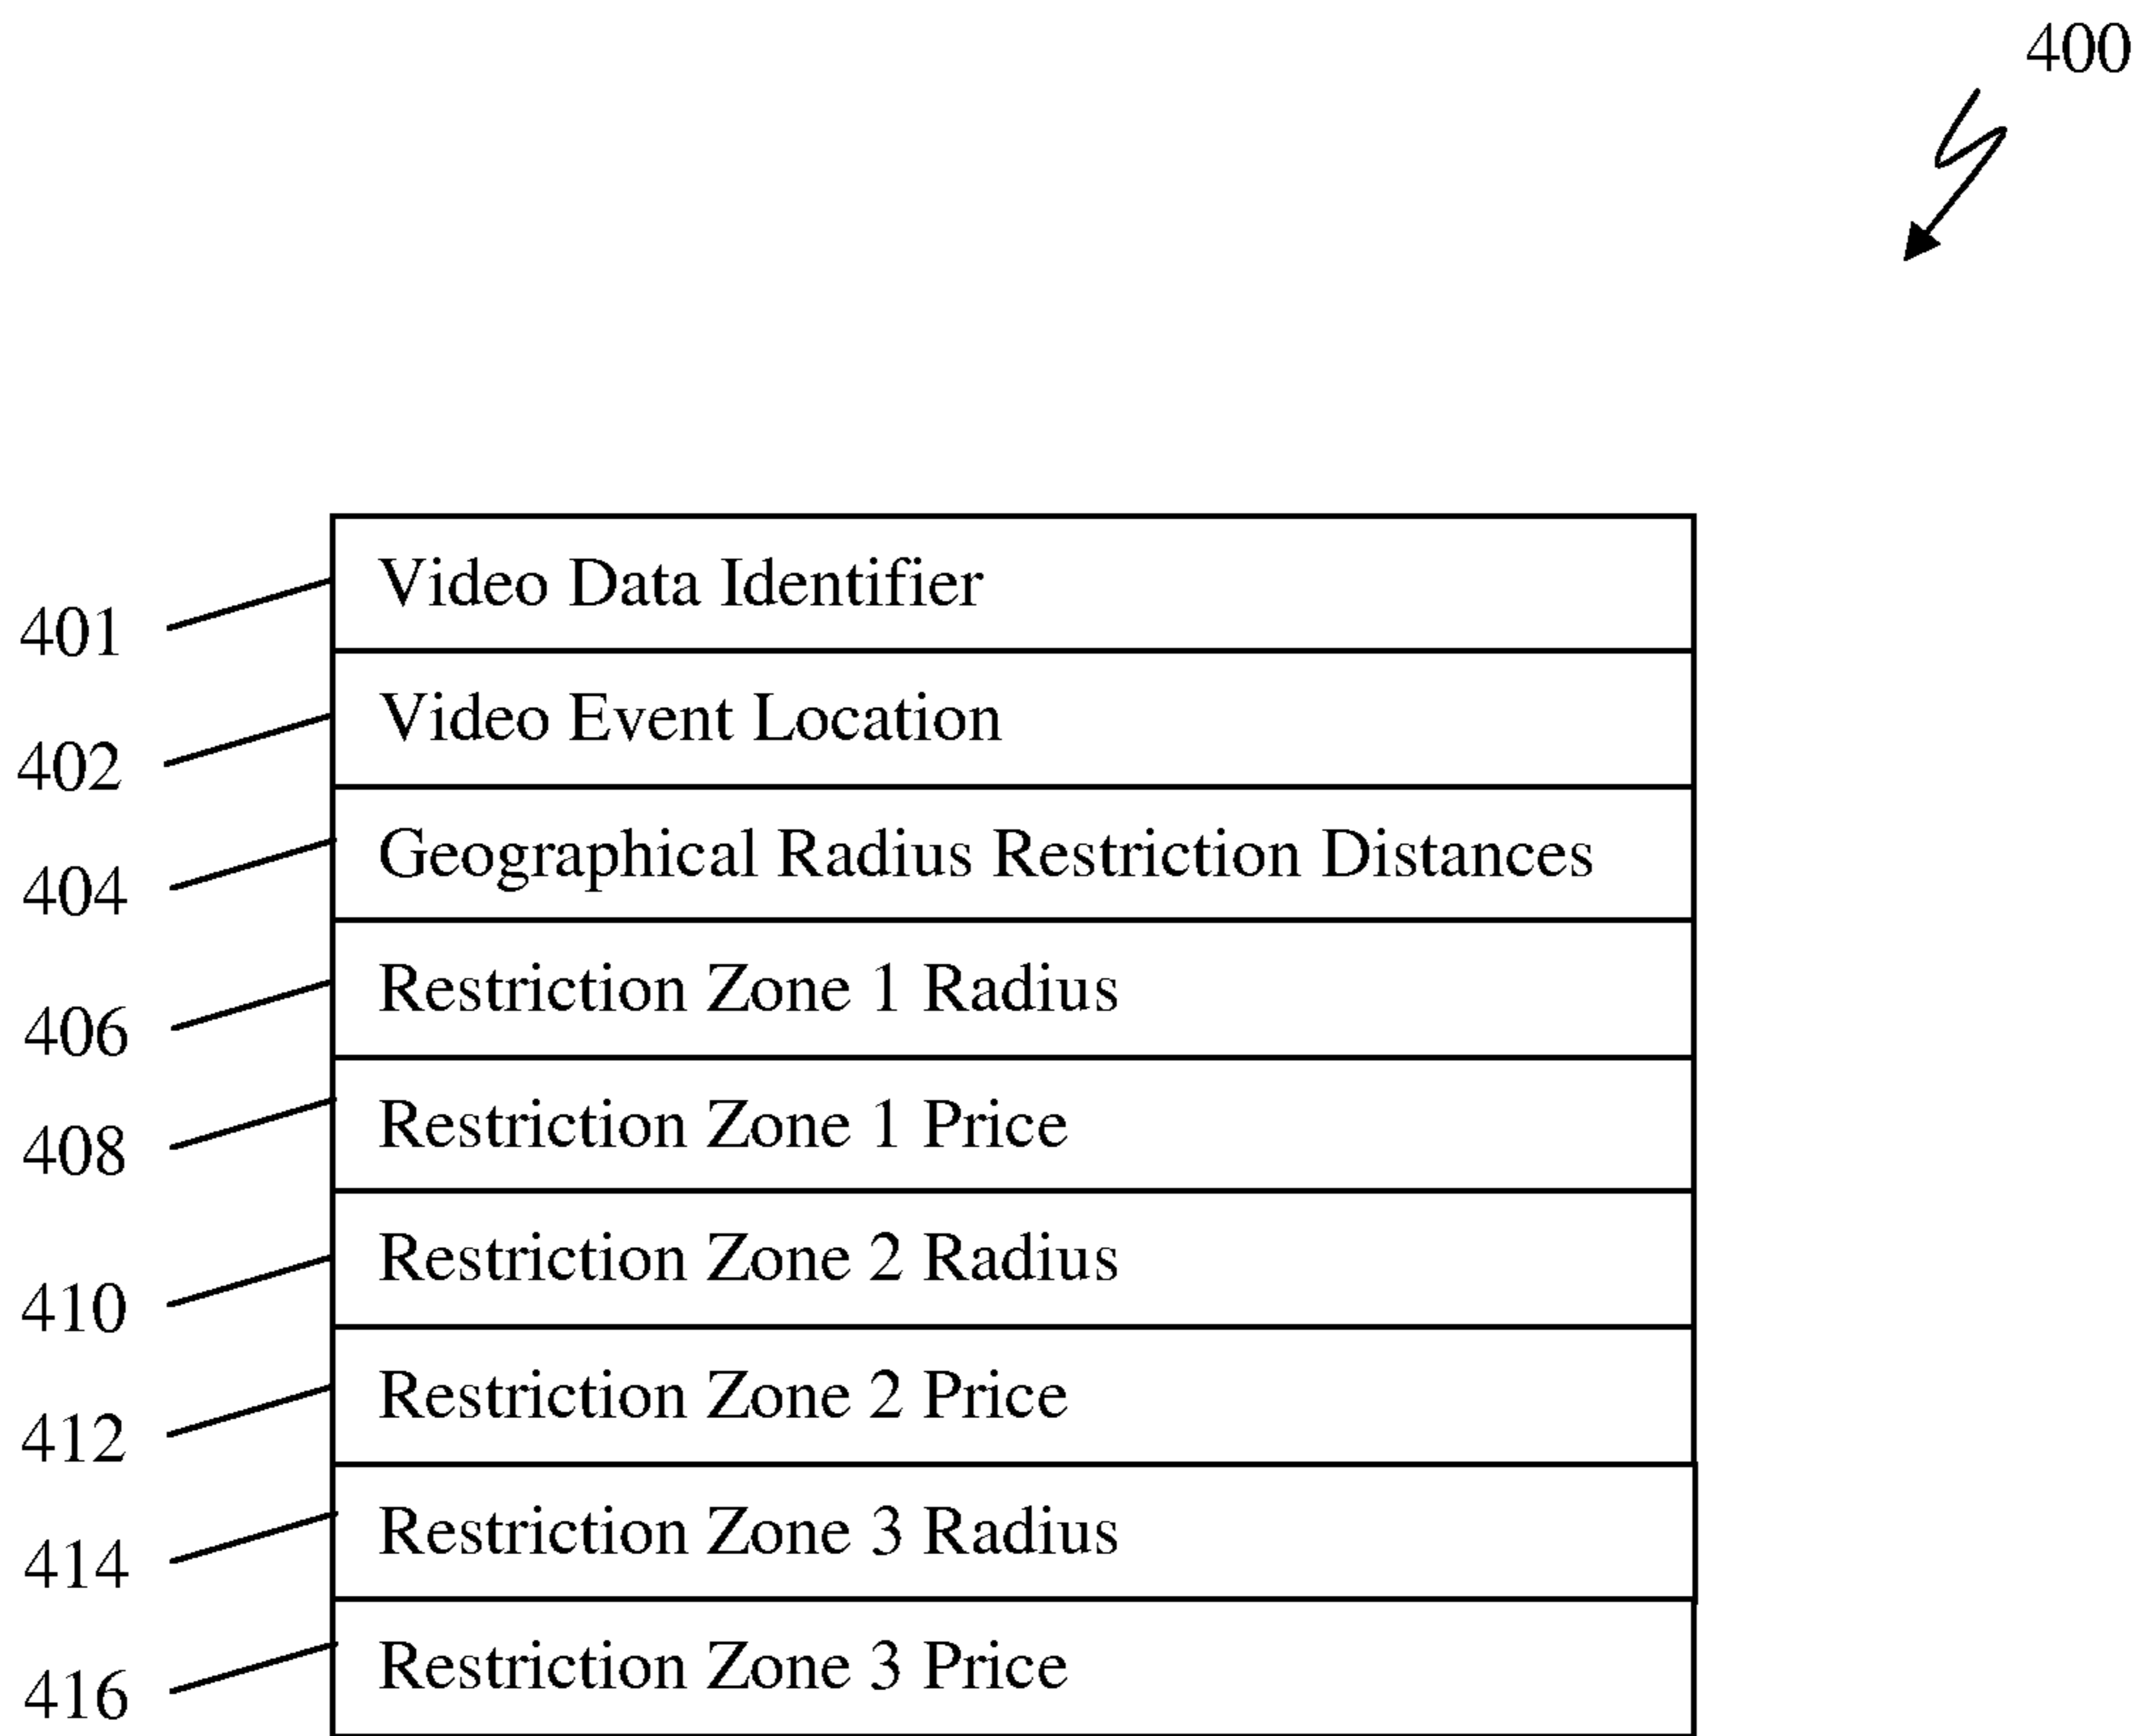 400
401 Video Data Identifier
402 Video Event Location
404 Geographical Radius Restriction Distances
406 Restriction Zone 1 Radius
408 Restriction Zone 1 Price
410 Restriction Zone 2 Radius
412 Restriction Zone 2 Price
414 Restriction Zone 3 Radius
416 Restriction Zone 3 Price